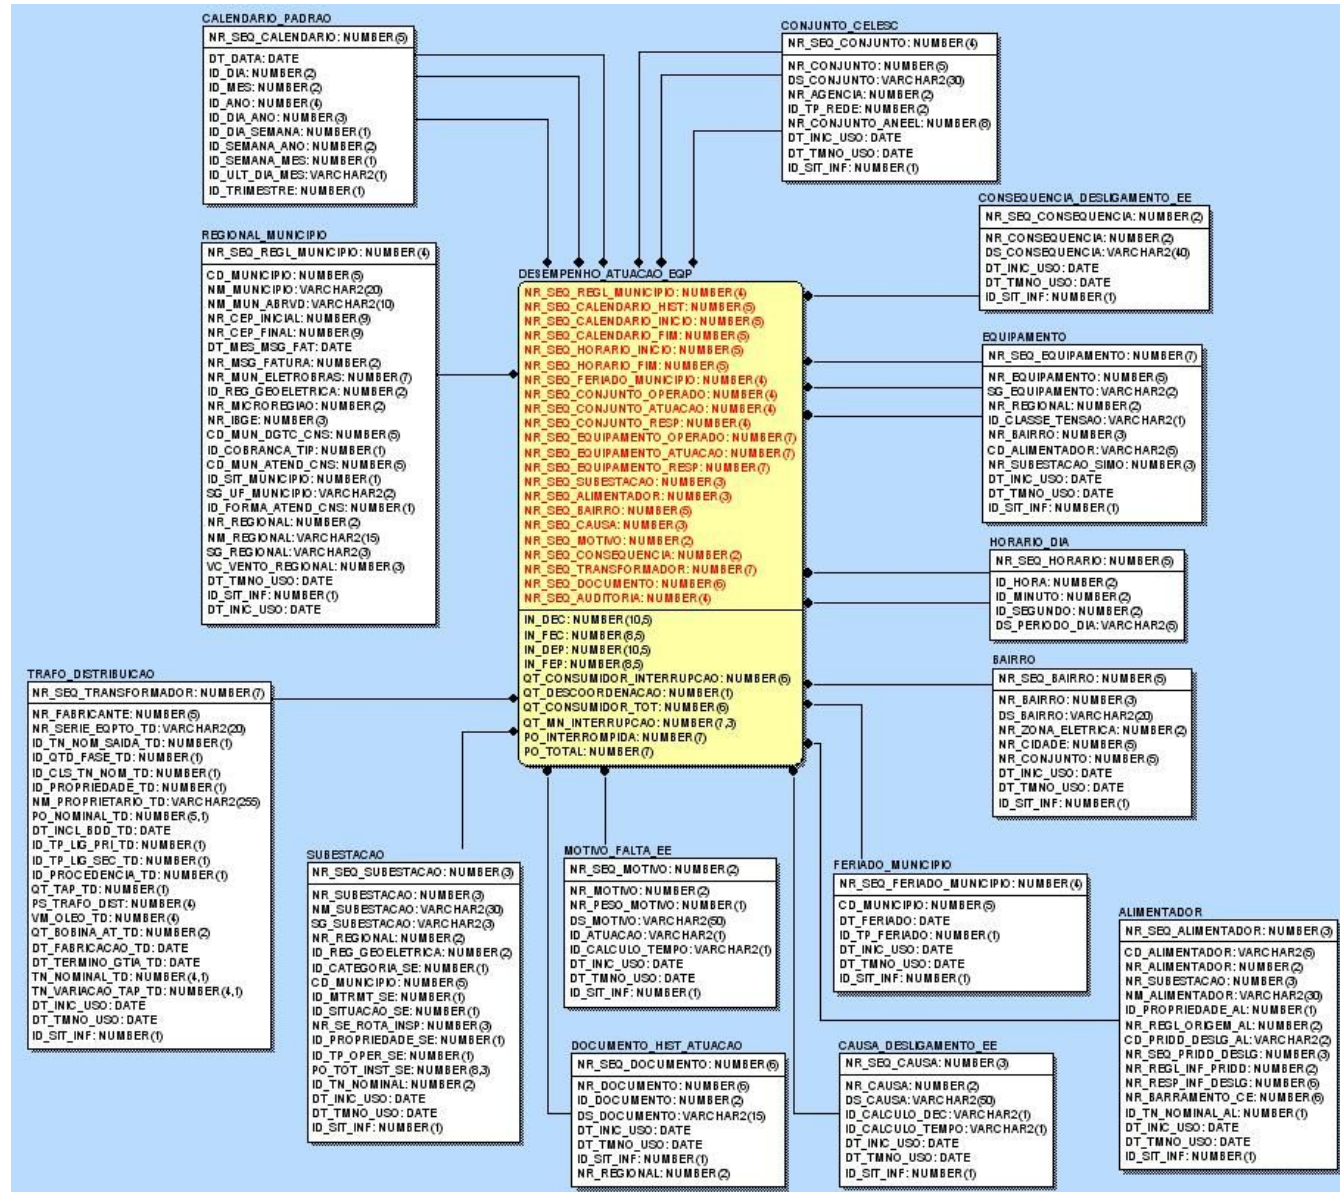 CALENDARIO_PADRAO
NR_SEQ_CALENDARIO: NUMBER(5)
DT_DATA: DATE
ID_DIA: NUMBER(2)
ID_MES: NUMBER(2)
ID_ANO: NUMBER(4)
ID_DIA_ANO: NUMBER(3)
ID_DIA_SEMANA: NUMBER(1)
ID_SEMANA_ANO: NUMBER(2)
ID_SEMANA_MES: NUMBER(1)
ID_ULT_DIA_MES: VARCHAR2(1)
ID_TRIMESTRE: NUMBER(1)
CONJUNTO_CELESC
NR_SEQ_CONJUNTO: NUMBER(4)
NR_CONJUNTO: NUMBER(5)
DS_CONJUNTO: VARCHAR2(30)
NR_AGENCIA: NUMBER(2)
ID_TP_REDE: NUMBER(2)
NR_CONJUNTO_ANEEL: NUMBER(8)
DT_INIC_USO: DATE
DT_TMNO_USO: DATE
ID_SIT_INF: NUMBER(1)
CONSEQUENCIA_DESLIGAMENTO_EE
NR_SEQ_CONSEQUENCIA: NUMBER(2)
NR_CONSEQUENCIA: NUMBER(2)
DS_CONSEQUENCIA: VARCHAR2(40)
DT_INIC_USO: DATE
DT_TMNO_USO: DATE
ID_SIT_INF: NUMBER(1)
REGIONAL_MUNICIPIO
NR_SEQ_REGL_MUNICIPIO: NUMBER(4)
CD_MUNICIPIO: NUMBER(5)
NM_MUNICIPIO: VARCHAR2(20)
NM_MUN_ABRVD: VARCHAR2(10)
NR_CEP_INICIAL: NUMBER(9)
NR_CEP_FINAL: NUMBER(9)
DT_MES_MSG_FAT: DATE
NR_MSG_FATURA: NUMBER(2)
NR_MUN_ELETROBRAS: NUMBER(7)
ID_REG_GEOELETRICA: NUMBER(2)
NR_MICROREGIAO: NUMBER(2)
NR_IBGE: NUMBER(3)
CD_MUN_DGTC_CNS: NUMBER(5)
ID_COBRANCA_TIP: NUMBER(1)
CD_MUN_ATEND_CNS: NUMBER(5)
ID_SIT_MUNICIPIO: NUMBER(1)
SG_UF_MUNICIPIO: VARCHAR2(2)
ID_FORMA_ATEND_CNS: NUMBER(1)
NR_REGIONAL: NUMBER(2)
NM_REGIONAL: VARCHAR2(15)
SG_REGIONAL: VARCHAR2(3)
VC_VENTO_REGIONAL: NUMBER(3)
DT_TMNO_USO: DATE
ID_SIT_INF: NUMBER(1)
DT_INIC_USO: DATE
DESEMPENHO_ATUACAO_EQP
NR_SEQ_REGL_MUNICIPIO: NUMBER(4)
NR_SEQ_CALENDARIO_HIST: NUMBER(5)
NR_SEQ_CALENDARIO_INICIO: NUMBER(5)
NR_SEQ_CALENDARIO_FIM: NUMBER(5)
NR_SEQ_HORARIO_INICIO: NUMBER(5)
NR_SEQ_HORARIO_FIM: NUMBER(5)
NR_SEQ_FERIADO_MUNICIPIO: NUMBER(4)
NR_SEQ_CONJUNTO_OPERADO: NUMBER(4)
NR_SEQ_CONJUNTO_ATUACAO: NUMBER(4)
NR_SEQ_CONJUNTO_RESP: NUMBER(4)
NR_SEQ_EQUIPAMENTO_OPERADO: NUMBER(7)
NR_SEQ_EQUIPAMENTO_ATUACAO: NUMBER(7)
NR_SEQ_EQUIPAMENTO_RESP: NUMBER(7)
NR_SEQ_SUBESTACAO: NUMBER(3)
NR_SEQ_ALIMENTADOR: NUMBER(3)
NR_SEQ_BAIRRO: NUMBER(5)
NR_SEQ_CAUSA: NUMBER(3)
NR_SEQ_MOTIVO: NUMBER(2)
NR_SEQ_CONSEQUENCIA: NUMBER(2)
NR_SEQ_TRANSFORMADOR: NUMBER(7)
NR_SEQ_DOCUMENTO: NUMBER(6)
NR_SEQ_AUDITORIA: NUMBER(4)
IN_DEC: NUMBER(10,5)
IN_FEC: NUMBER(8,5)
IN_DEP: NUMBER(10,5)
IN_FEP: NUMBER(8,5)
QT_CONSUMIDOR_INTERRUPCAO: NUMBER(6)
QT_DESCOORDENACAO: NUMBER(1)
QT_CONSUMIDOR_TOT: NUMBER(6)
QT_MN_INTERRUPCAO: NUMBER(7,3)
PO_INTERROMPIDA: NUMBER(7)
PO_TOTAL: NUMBER(7)
EQUIPAMENTO
NR_SEQ_EQUIPAMENTO: NUMBER(7)
NR_EQUIPAMENTO: NUMBER(5)
SG_EQUIPAMENTO: VARCHAR2(2)
NR_REGIONAL: NUMBER(2)
ID_CLASSE_TENSAO: VARCHAR2(1)
NR_BAIRRO: NUMBER(3)
CD_ALIMENTADOR: VARCHAR2(5)
NR_SUBESTACAO_SIMO: NUMBER(3)
DT_INIC_USO: DATE
DT_TMNO_USO: DATE
ID_SIT_INF: NUMBER(1)
HORARIO_DIA
NR_SEQ_HORARIO: NUMBER(5)
ID_HORA: NUMBER(2)
ID_MINUTO: NUMBER(2)
ID_SEGUNDO: NUMBER(2)
DS_PERIODO_DIA: VARCHAR2(5)
BAIRRO
NR_SEQ_BAIRRO: NUMBER(5)
NR_BAIRRO: NUMBER(3)
DS_BAIRRO: VARCHAR2(20)
NR_ZONA_ELETRICA: NUMBER(2)
NR_CIDADE: NUMBER(5)
NR_CONJUNTO: NUMBER(5)
DT_INIC_USO: DATE
DT_TMNO_USO: DATE
ID_SIT_INF: NUMBER(1)
TRAFO_DISTRIBUICAO
NR_SEQ_TRANSFORMADOR: NUMBER(7)
NR_FABRICANTE: NUMBER(5)
NR_SERIE_EQPTO_TD: VARCHAR2(20)
ID_TN_NOM_SAIDA_TD: NUMBER(1)
ID_QTD_FASE_TD: NUMBER(1)
ID_CLS_TN_NOM_TD: NUMBER(1)
ID_PROPRIEDADE_TD: NUMBER(1)
NM_PROPRIETARIO_TD: VARCHAR2(255)
PO_NOMINAL_TD: NUMBER(5,1)
DT_INCL_BDD_TD: DATE
ID_TP_LIG_PRI_TD: NUMBER(1)
ID_TP_LIG_SEC_TD: NUMBER(1)
ID_PROCEDENCIA_TD: NUMBER(1)
QT_TAP_TD: NUMBER(1)
PS_TRAFO_DIST: NUMBER(4)
VM_OLEO_TD: NUMBER(4)
QT_BOBINA_AT_TD: NUMBER(2)
DT_FABRICACAO_TD: DATE
DT_TERMINO_GTIA_TD: DATE
TN_NOMINAL_TD: NUMBER(4,1)
TN_VARIACAO_TAP_TD: NUMBER(4,1)
DT_INIC_USO: DATE
DT_TMNO_USO: DATE
ID_SIT_INF: NUMBER(1)
SUBESTACAO
NR_SEQ_SUBESTACAO: NUMBER(3)
NR_SUBESTACAO: NUMBER(3)
NM_SUBESTACAO: VARCHAR2(30)
SG_SUBESTACAO: VARCHAR2(3)
NR_REGIONAL: NUMBER(2)
ID_REG_GEOELETRICA: NUMBER(2)
ID_CATEGORIA_SE: NUMBER(1)
CD_MUNICIPIO: NUMBER(5)
ID_MTRMT_SE: NUMBER(1)
ID_SITUACAO_SE: NUMBER(1)
NR_SE_ROTA_INSP: NUMBER(3)
ID_PROPRIEDADE_SE: NUMBER(1)
ID_TP_OPER_SE: NUMBER(1)
PO_TOT_INST_SE: NUMBER(8,3)
ID_TN_NOMINAL: NUMBER(2)
DT_INIC_USO: DATE
DT_TMNO_USO: DATE
ID_SIT_INF: NUMBER(1)
MOTIVO_FALTA_EE
NR_SEQ_MOTIVO: NUMBER(2)
NR_MOTIVO: NUMBER(2)
NR_PESO_MOTIVO: NUMBER(1)
DS_MOTIVO: VARCHAR2(50)
ID_ATUACAO: VARCHAR2(1)
ID_CALCULO_TEMPO: VARCHAR2(1)
DT_INIC_USO: DATE
DT_TMNO_USO: DATE
ID_SIT_INF: NUMBER(1)
FERIADO_MUNICIPIO
NR_SEQ_FERIADO_MUNICIPIO: NUMBER(4)
CD_MUNICIPIO: NUMBER(5)
DT_FERIADO: DATE
ID_TP_FERIADO: NUMBER(1)
DT_INIC_USO: DATE
DT_TMNO_USO: DATE
ID_SIT_INF: NUMBER(1)
ALIMENTADOR
NR_SEQ_ALIMENTADOR: NUMBER(3)
CD_ALIMENTADOR: VARCHAR2(5)
NR_ALIMENTADOR: NUMBER(2)
NR_SUBESTACAO: NUMBER(3)
NM_ALIMENTADOR: VARCHAR2(30)
ID_PROPRIEDADE_AL: NUMBER(1)
NR_REGL_ORIGEM_AL: NUMBER(2)
CD_PRIDD_DESLG_AL: VARCHAR2(2)
NR_SEQ_PRIDD_DESLG: NUMBER(3)
NR_REGL_INF_PRIDD: NUMBER(2)
NR_RESP_INF_DESLG: NUMBER(6)
NR_BARRAMENTO_CE: NUMBER(6)
ID_TN_NOMINAL_AL: NUMBER(1)
DT_INIC_USO: DATE
DT_TMNO_USO: DATE
ID_SIT_INF: NUMBER(1)
DOCUMENTO_HIST_ATUACAO
NR_SEQ_DOCUMENTO: NUMBER(6)
NR_DOCUMENTO: NUMBER(6)
ID_DOCUMENTO: NUMBER(2)
DS_DOCUMENTO: VARCHAR2(15)
DT_INIC_USO: DATE
DT_TMNO_USO: DATE
ID_SIT_INF: NUMBER(1)
NR_REGIONAL: NUMBER(2)
CAUSA_DESLIGAMENTO_EE
NR_SEQ_CAUSA: NUMBER(3)
NR_CAUSA: NUMBER(2)
DS_CAUSA: VARCHAR2(50)
ID_CALCULO_DEC: VARCHAR2(1)
ID_CALCULO_TEMPO: VARCHAR2(1)
DT_INIC_USO: DATE
DT_TMNO_USO: DATE
ID_SIT_INF: NUMBER(1)